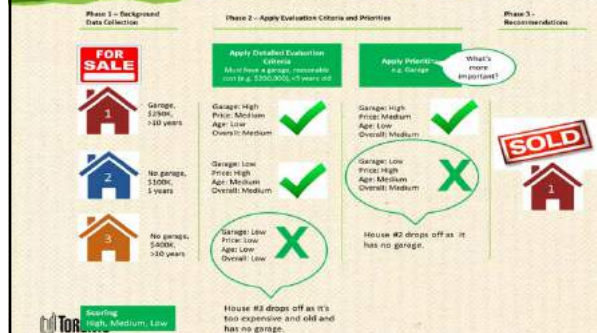 Phase 1 – Background
Data Collection
Phase 2 – Apply Evaluation Criteria and Priorities
Phase 3 -
Recommendations
FOR
SALE
Apply Detailed Evaluation
Criteria
Must have a garage, reasonable
cost (e.g. $200,000), <5 years old
Apply Priorities
e.g. Garage
What's
more
important?
1
Garage,
$250K,
>10 years
Garage: High
Price: Medium
Age: Low
Overall: Medium
Garage: High
Price: Medium
Age: Low
Overall: Medium
2
No garage,
$100K,
5 years
Garage: Low
Price: High
Age: Medium
Overall: Medium
Garage: Low
Price: High
Age: Medium
Overall: Medium
X
House #2 drops off as it
has no garage.
SOLD
1
3
No garage,
$400K,
>10 years
Garage: Low
Price: Low
Age: Low
Overall: Low
X
House #3 drops off as it's
too expensive and old and
has no garage.
Scoring
High, Medium, Low